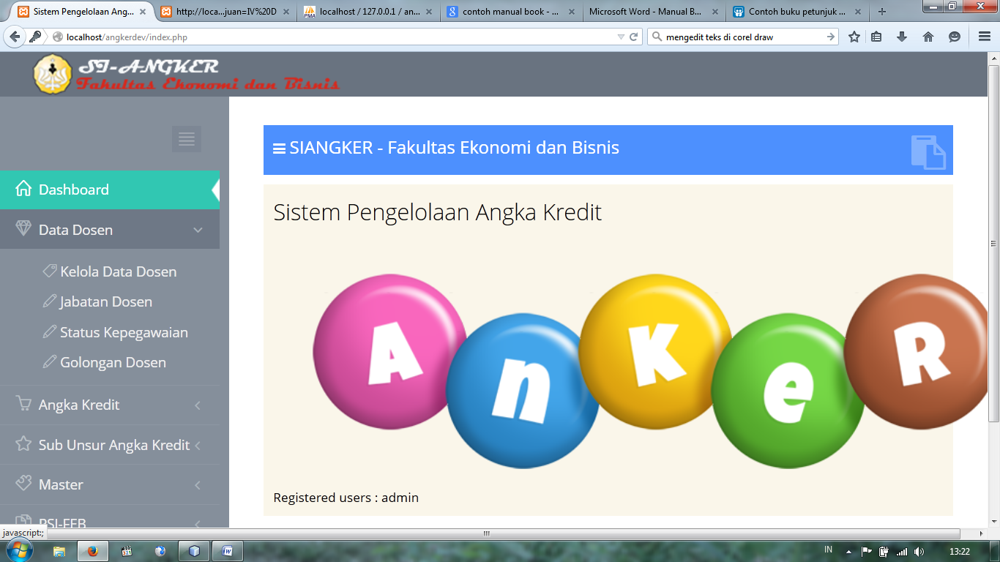 Sistem Pengelolaan Ang...
http://loca...juan=IV%20D
localhost / 127.0.0.1 / an...
contoh manual book - ...
Microsoft Word - Manual B...
Contoh buku petunjuk ...
localhost/angkerdev/index.php
mengedit teks di corel draw
SI-ANGKER
Fakultas Ekonomi dan Bisnis
SIANGKER - Fakultas Ekonomi dan Bisnis
Dashboard
Data Dosen
Kelola Data Dosen
Jabatan Dosen
Status Kepegawaian
Golongan Dosen
Angka Kredit
Sub Unsur Angka Kredit
Master
PSI-FEB
Sistem Pengelolaan Angka Kredit
AnKeR
Registered users : admin
javascript:;
IN
13:22